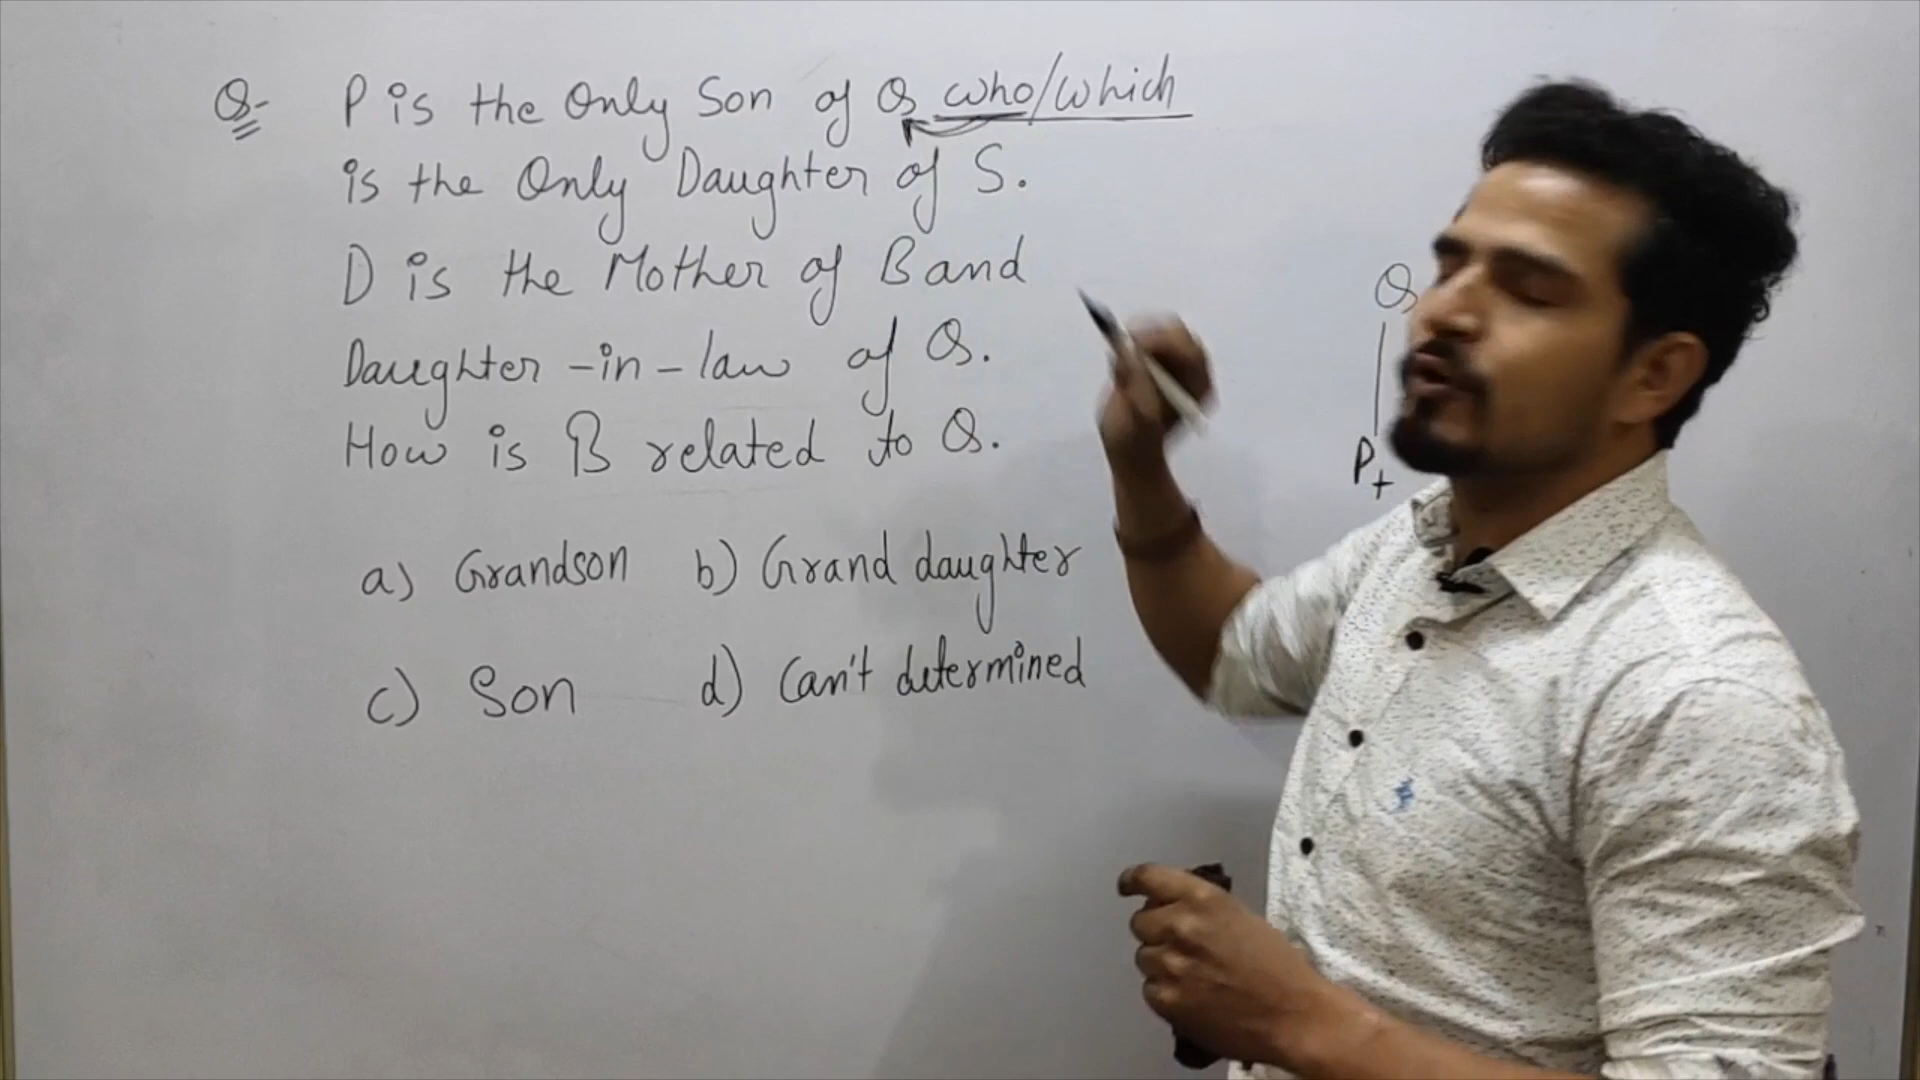 Q- P is the Only Son of Q who/which
is the Only Daughter of S.
D is the Mother of B and
Daughter-in-law of Q.
How is B related to Q.
a) Grandson b) Grand daughter
c) Son d) Can't determined
Q
P+